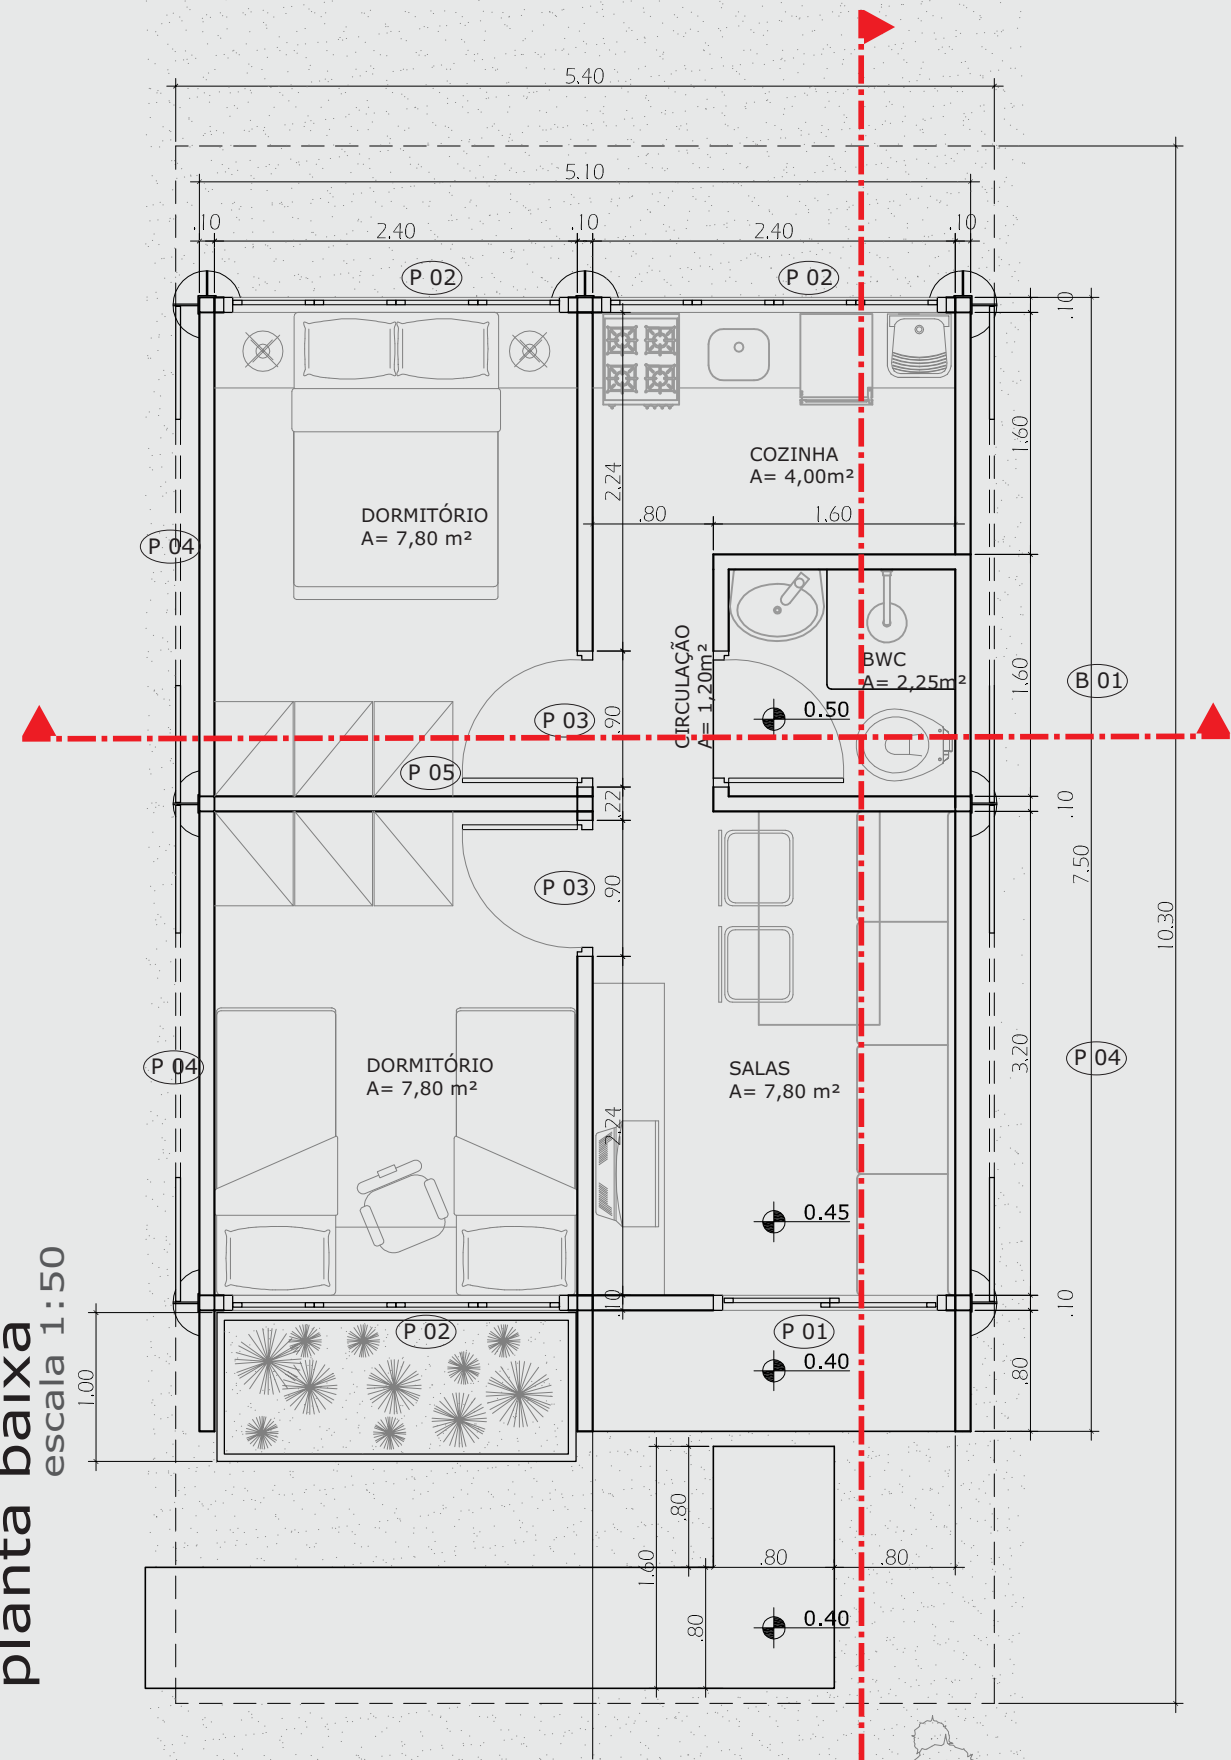 5.40
5.10
.10
2.40
.10
2.40
.10
P 02
P 02
.10
COZINHA
A= 4,00m²
1.60
2.24
DORMITÓRIO
A= 7,80 m²
.80
1.60
P 04
CIRCULAÇÃO
A= 1,20m²
BWC
A= 2,25m²
1.60
B 01
.90
P 03
0.50
P 05
.22
.10
7.50
P 03
.90
10.30
DORMITÓRIO
A= 7,80 m²
SALAS
A= 7,80 m²
3.20
P 04
P 04
2.24
0.45
.10
.10
P 02
P 01
0.40
.80
1.00
planta baixa
escala 1:50
.80
1.60
.80
.80
.80
0.40